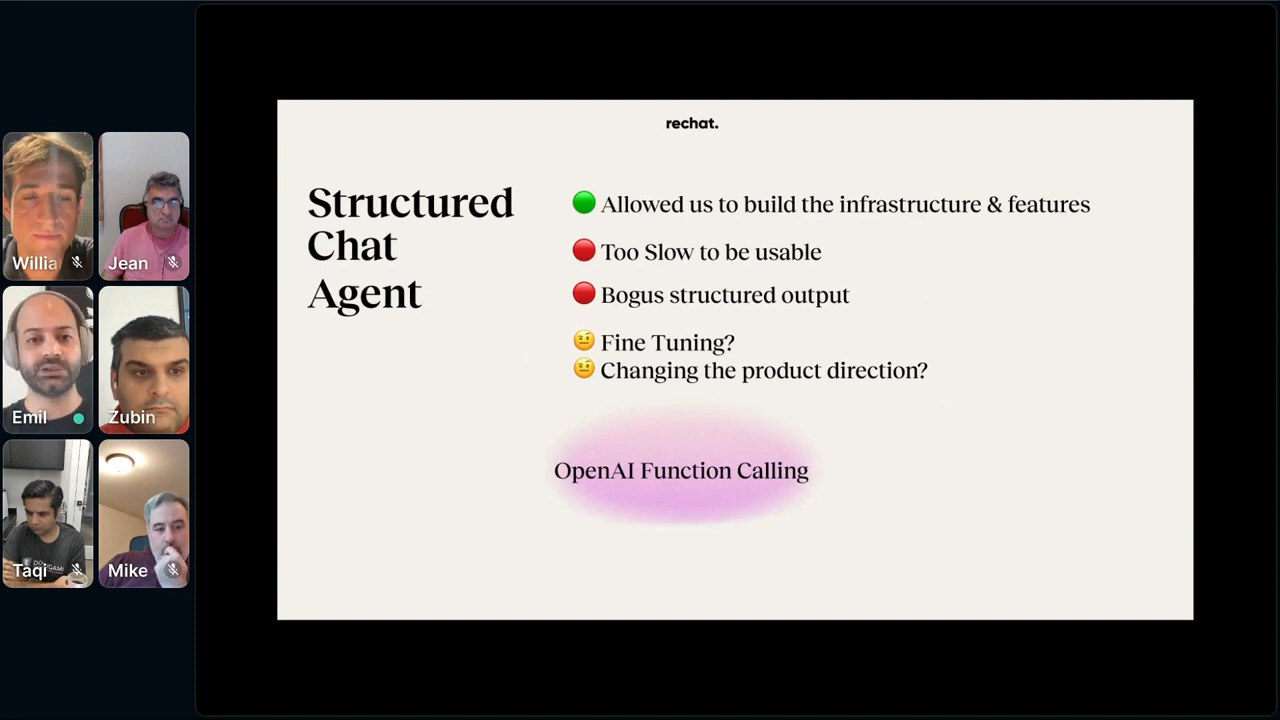 rechat.
Structured
Chat
Agent
Allowed us to build the infrastructure & features
Too Slow to be usable
Bogus structured output
Fine Tuning?
Changing the product direction?
OpenAI Function Calling
Willia
Jean
Emil
Zubin
Taqi
Mike